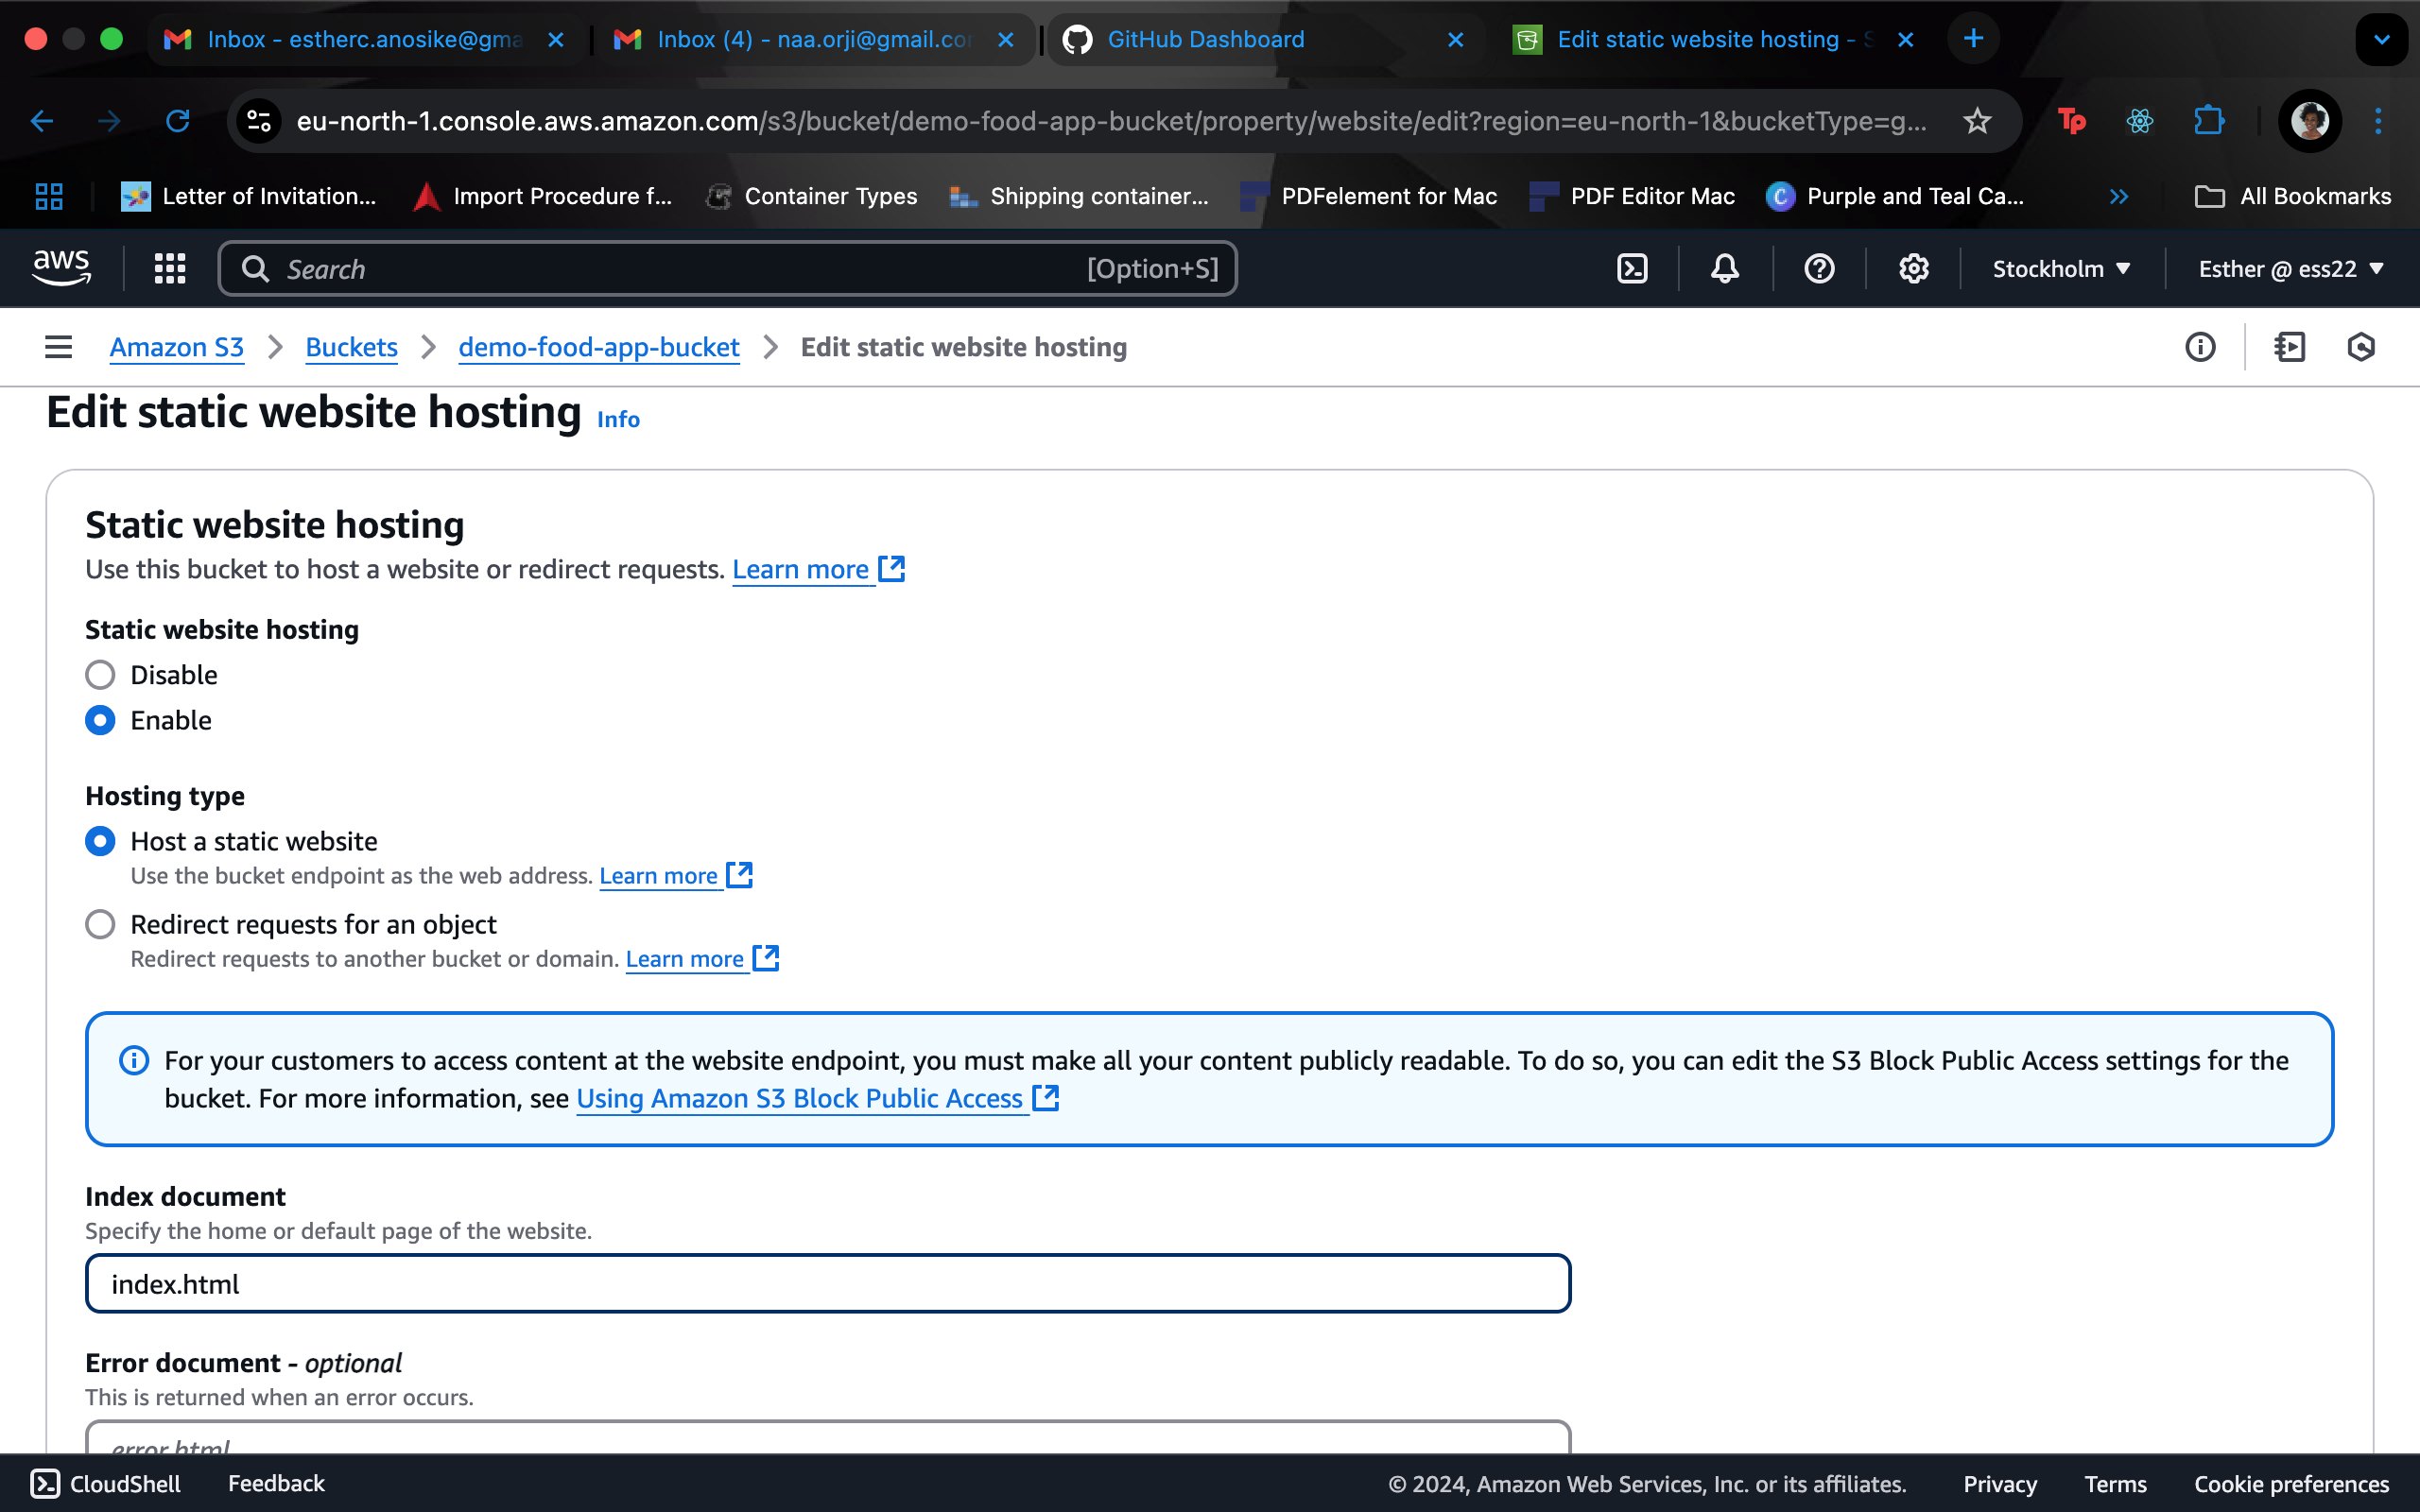 Inbox - estherc.anosike@gma
Inbox (4) - naa.orji@gmail.cor
GitHub Dashboard
Edit static website hosting - S
eu-north-1.console.aws.amazon.com/s3/bucket/demo-food-app-bucket/property/website/edit?region=eu-north-1&bucketType=g...
Tp
Letter of Invitation...
Import Procedure f...
Container Types
Shipping container...
PDFelement for Mac
PDF Editor Mac
C
Purple and Teal Ca...
All Bookmarks
aws
Search
[Option+S]
Stockholm
Esther @ ess22
Amazon S3
Buckets
demo-food-app-bucket
Edit static website hosting
Edit static website hosting Info
Static website hosting
Use this bucket to host a website or redirect requests. Learn more
Static website hosting
Disable
Enable
Hosting type
Host a static website
Use the bucket endpoint as the web address. Learn more
Redirect requests for an object
Redirect requests to another bucket or domain. Learn more
For your customers to access content at the website endpoint, you must make all your content publicly readable. To do so, you can edit the S3 Block Public Access settings for the
bucket. For more information, see Using Amazon S3 Block Public Access
Index document
Specify the home or default page of the website.
index.html
Error document - optional
This is returned when an error occurs.
error.html
CloudShell
Feedback
© 2024, Amazon Web Services, Inc. or its affiliates.
Privacy
Terms
Cookie preferences